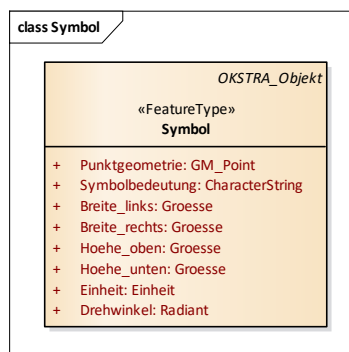 class Symbol
OKSTRA_Objekt
«FeatureType»
Symbol
+ Punktgeometrie: GM_Point
+ Symbolbedeutung: CharacterString
+ Breite_links: Groesse
+ Breite_rechts: Groesse
+ Hoehe_oben: Groesse
+ Hoehe_unten: Groesse
+ Einheit: Einheit
+ Drehwinkel: Radiant